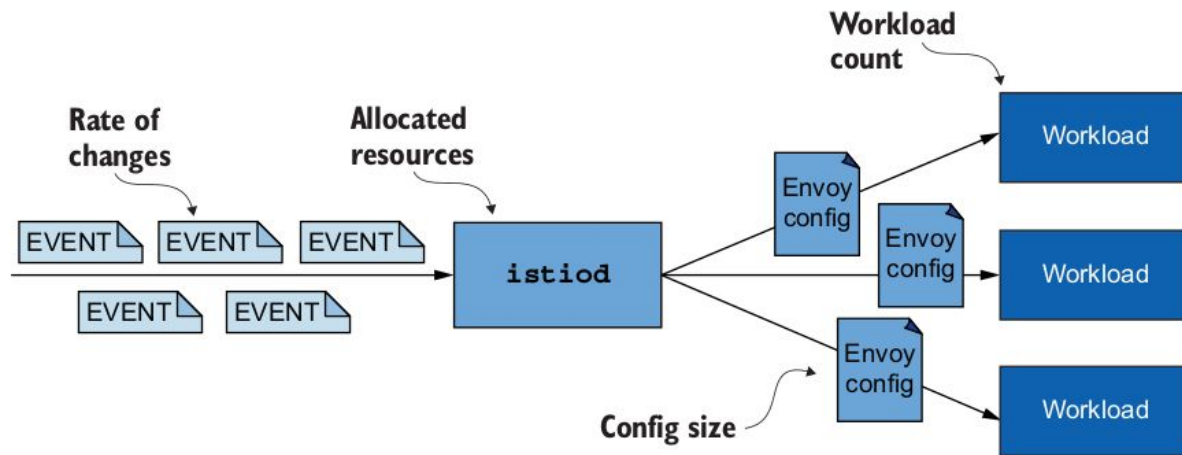 Workload
count
Rate of
changes
Allocated
resources
Workload
Envoy
config
EVENT EVENT EVENT
Envoy
config
istiod
Workload
EVENT EVENT
Envoy
config
Workload
Config size